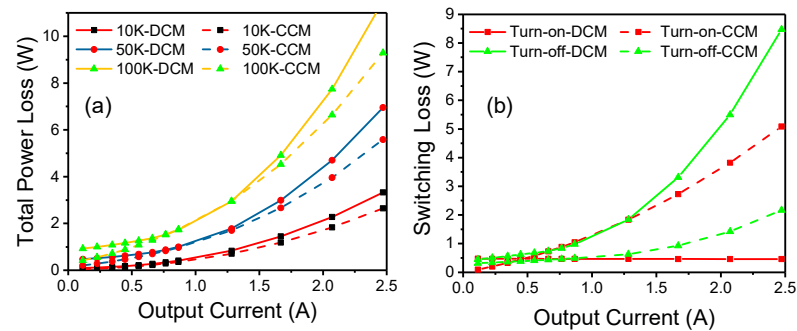 10K-DCM 10K-CCM
50K-DCM 50K-CCM
100K-DCM 100K-CCM
(a)
Total Power Loss (W)
10
8
6
4
2
0
0.0 0.5 1.0 1.5 2.0 2.5
Output Current (A)
Turn-on-DCM Turn-on-CCM
Turn-off-DCM Turn-off-CCM
(b)
Switching Loss (W)
9
8
7
6
5
4
3
2
1
0
0.0 0.5 1.0 1.5 2.0 2.5
Output Current (A)